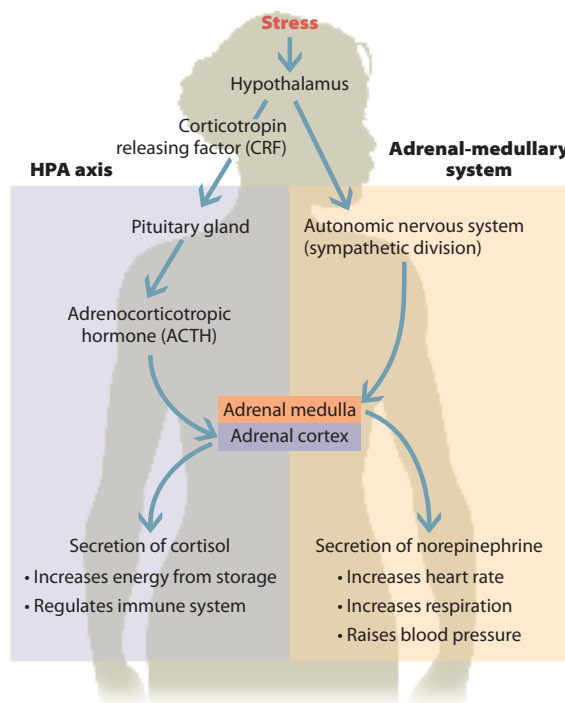 Stress
Hypothalamus
Corticotropin
releasing factor (CRF)
HPA axis
Adrenal-medullary
system
Pituitary gland
Autonomic nervous system
(sympathetic division)
Adrenocorticotropic
hormone (ACTH)
Adrenal medulla
Adrenal cortex
Secretion of cortisol
• Increases energy from storage
• Regulates immune system
Secretion of norepinephrine
• Increases heart rate
• Increases respiration
• Raises blood pressure